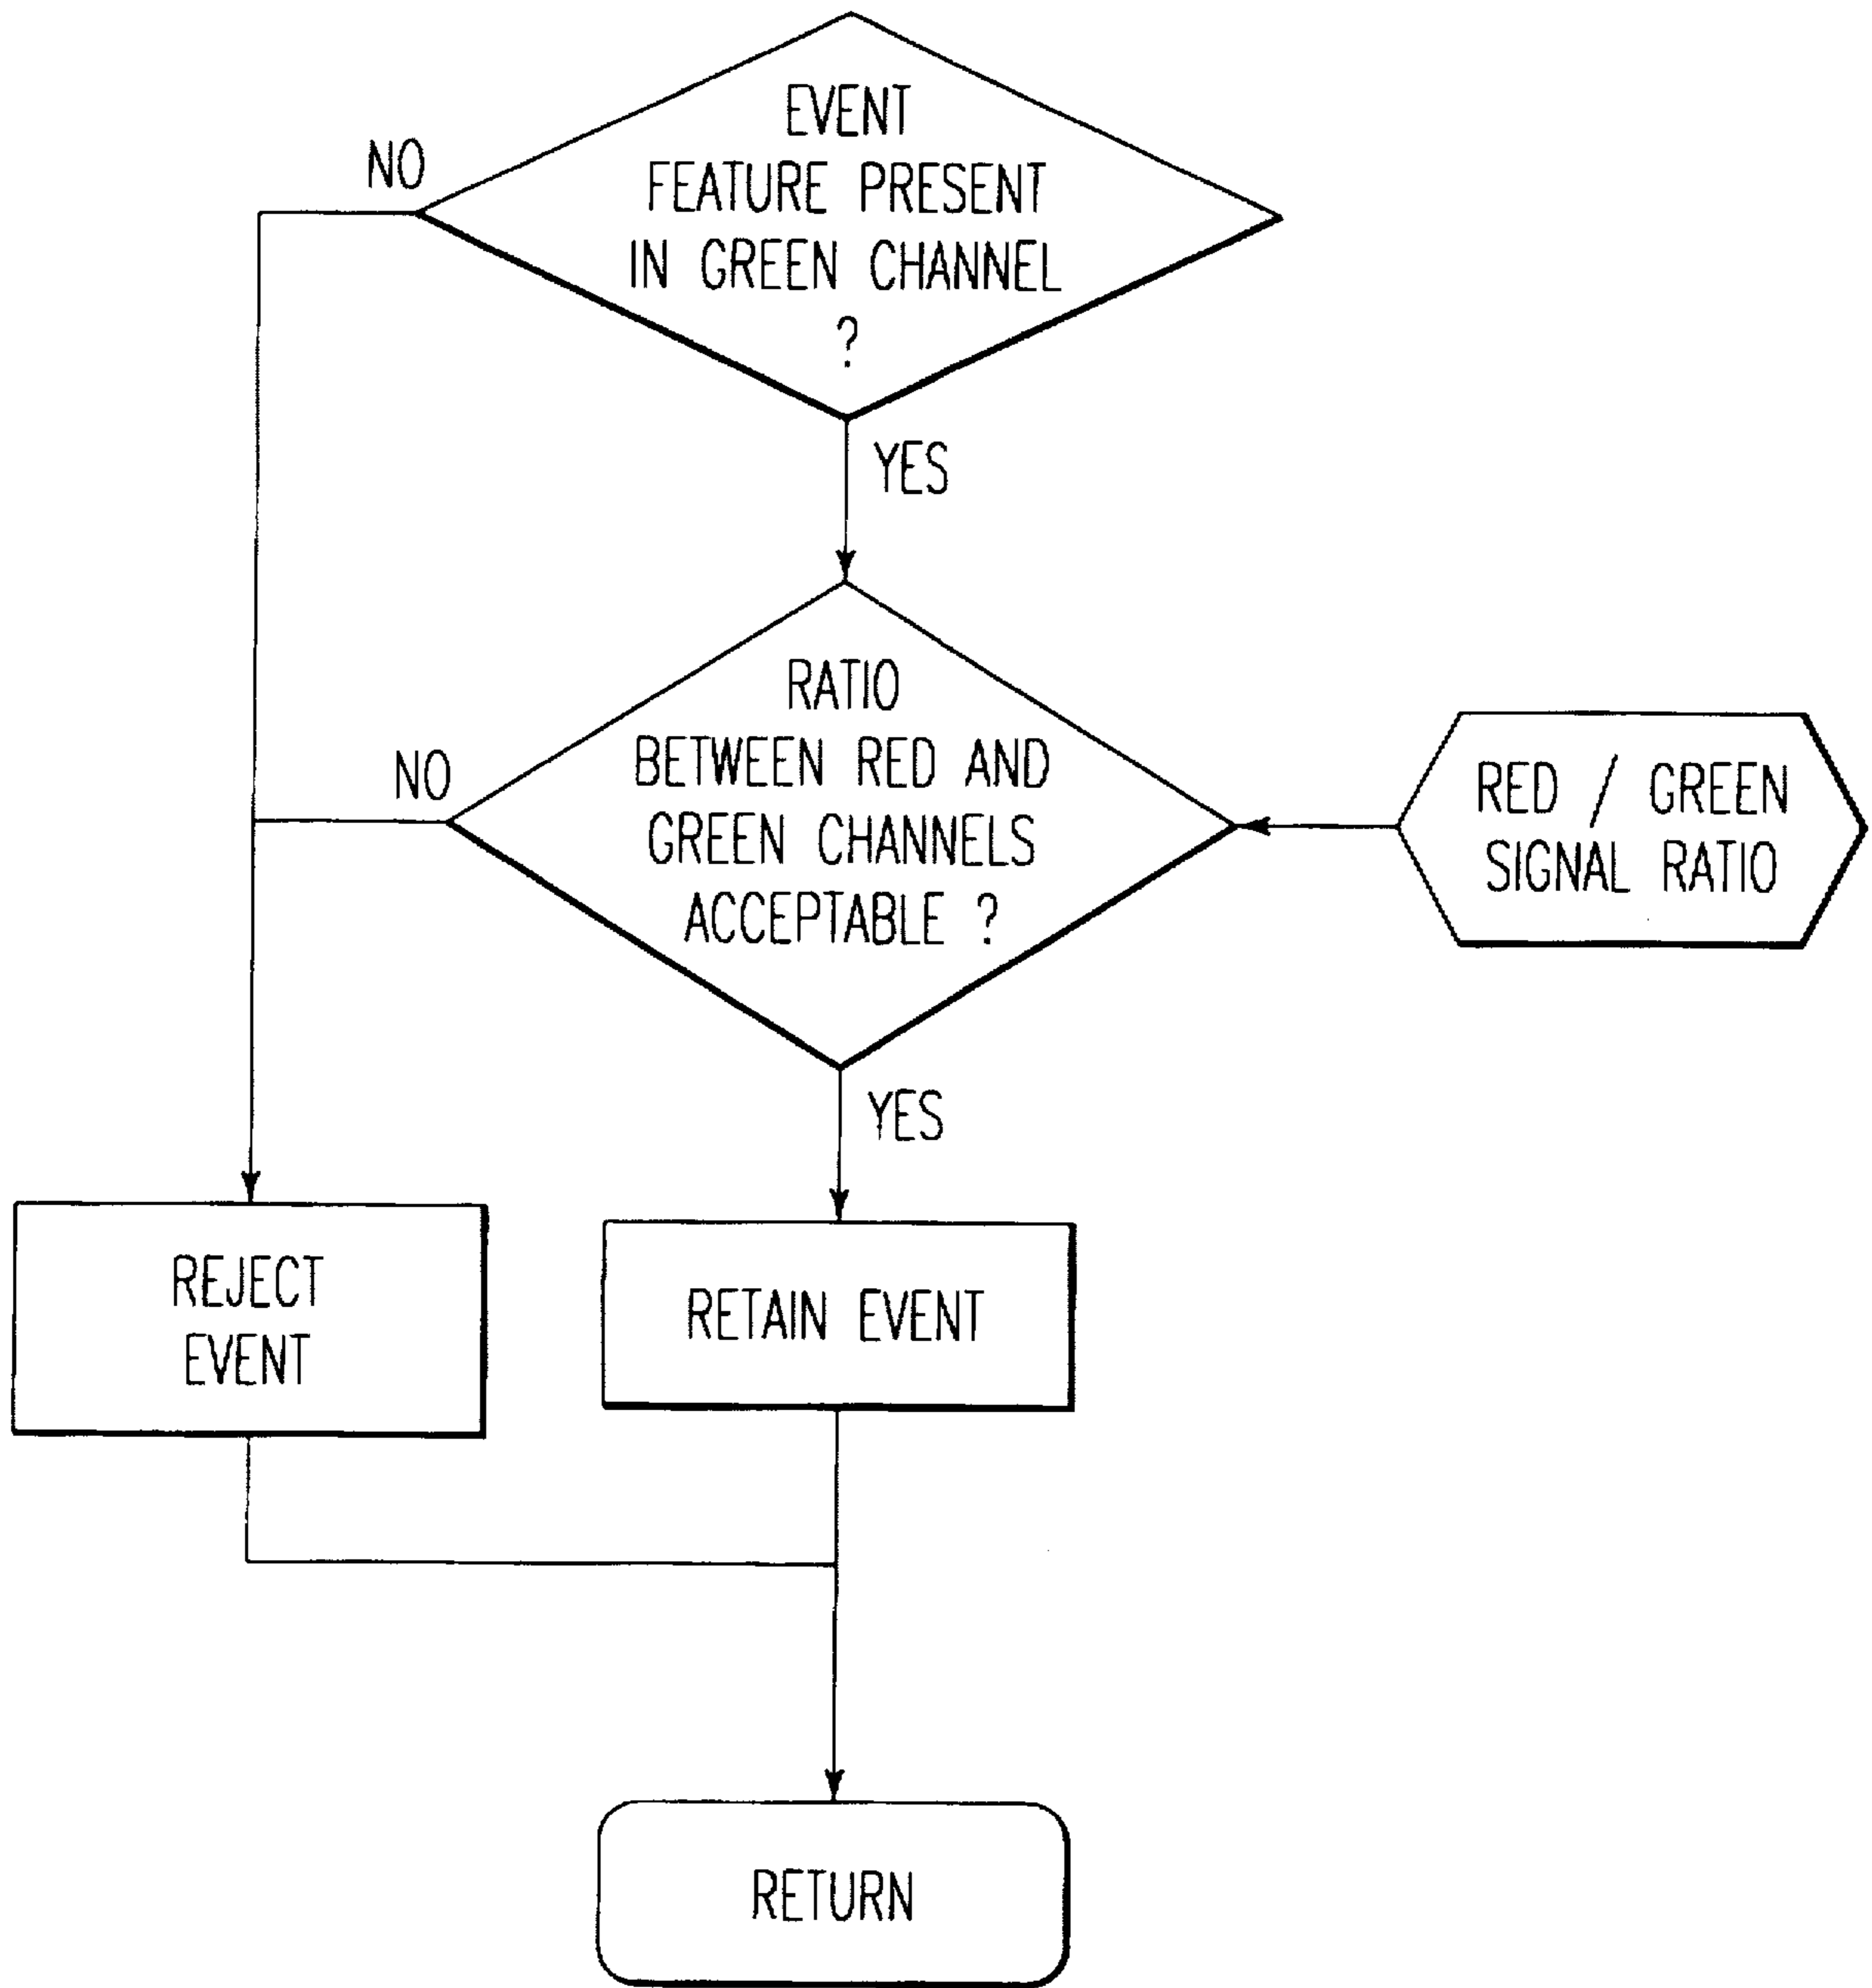 EVENT
FEATURE PRESENT
IN GREEN CHANNEL
?
NO
YES
RATIO
BETWEEN RED AND
GREEN CHANNELS
ACCEPTABLE ?
NO
RED / GREEN
SIGNAL RATIO
YES
REJECT
EVENT
RETAIN EVENT
RETURN